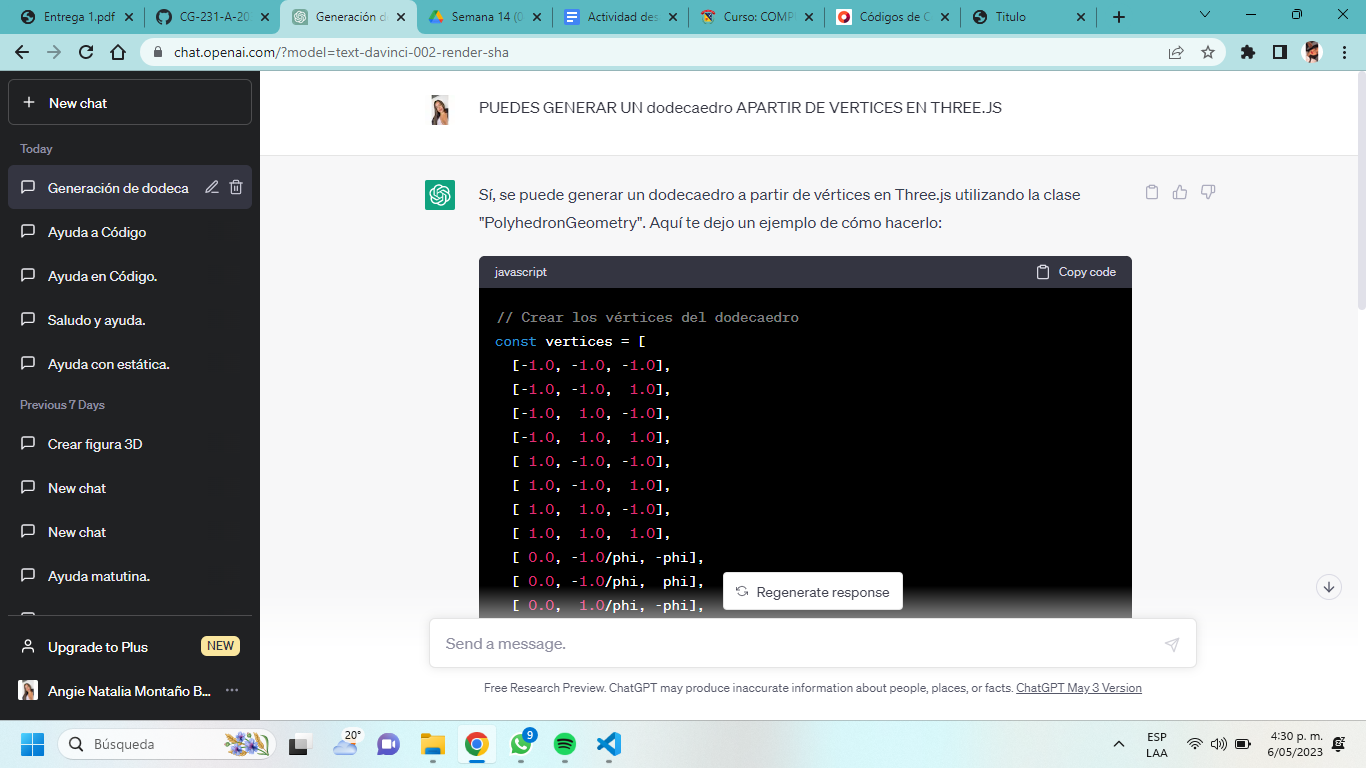 Entrega 1.pdf
CG-231-A-20
Generación d
Semana 14 (0
Actividad des
Curso: COMP
Códigos de C
Titulo
chat.openai.com/?model=text-davinci-002-render-sha
New chat
Today
Generación de dodeca
Ayuda a Código
Ayuda en Código.
Saludo y ayuda.
Ayuda con estática.
Previous 7 Days
Crear figura 3D
New chat
New chat
Ayuda matutina.
Upgrade to Plus NEW
Angie Natalia Montaño B...
PUEDES GENERAR UN dodecaedro APARTIR DE VERTICES EN THREE.JS
Sí, se puede generar un dodecaedro a partir de vértices en Three.js utilizando la clase
"PolyhedronGeometry". Aquí te dejo un ejemplo de cómo hacerlo:
javascript Copy code
// Crear los vértices del dodecaedro
const vertices = [
[-1.0, -1.0, -1.0],
[-1.0, -1.0,  1.0],
[-1.0,  1.0, -1.0],
[-1.0,  1.0,  1.0],
[ 1.0, -1.0, -1.0],
[ 1.0, -1.0,  1.0],
[ 1.0,  1.0, -1.0],
[ 1.0,  1.0,  1.0],
[ 0.0, -1.0/phi, -phi],
[ 0.0, -1.0/phi,  phi],
[ 0.0,  1.0/phi, -phi],
Regenerate response
Send a message.
Free Research Preview. ChatGPT may produce inaccurate information about people, places, or facts. ChatGPT May 3 Version
Búsqueda
20°
9
ESP
LAA
4:30 p. m.
6/05/2023